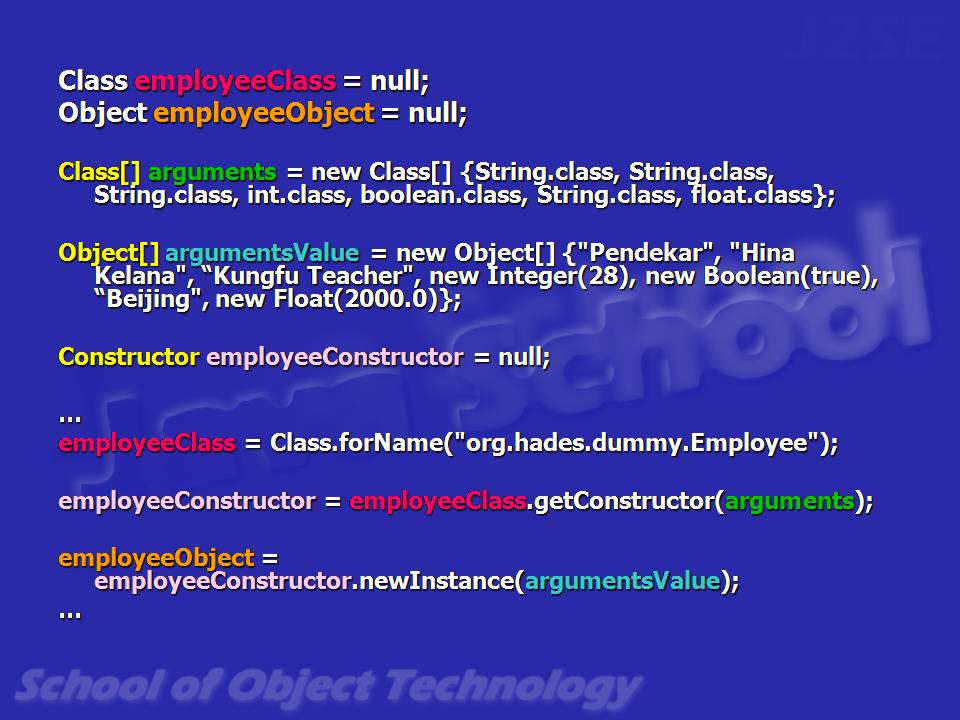 J2SE
Class employeeClass = null;
Object employeeObject = null;
Class[] arguments = new Class[] {String.class, String.class,
String.class, int.class, boolean.class, String.class, float.class};
Object[] argumentsValue = new Object[] {"Pendekar", "Hina
Kelana", “Kungfu Teacher", new Integer(28), new Boolean(true),
“Beijing", new Float(2000.0)};
Constructor employeeConstructor = null;
...
employeeClass = Class.forName("org.hades.dummy.Employee");
employeeConstructor = employeeClass.getConstructor(arguments);
employeeObject =
employeeConstructor.newInstance(argumentsValue);
...
Java School
School of Object Technology